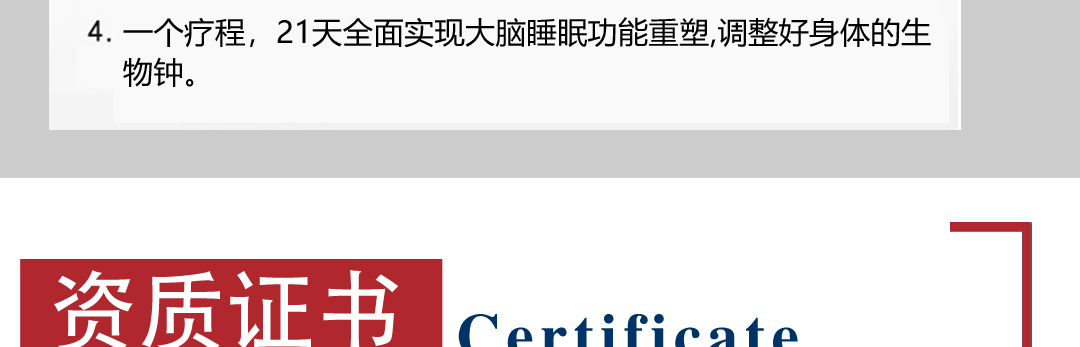 4. 一个疗程，21天全面实现大脑睡眠功能重塑,调整好身体的生
物钟。
资质证书 Certificate